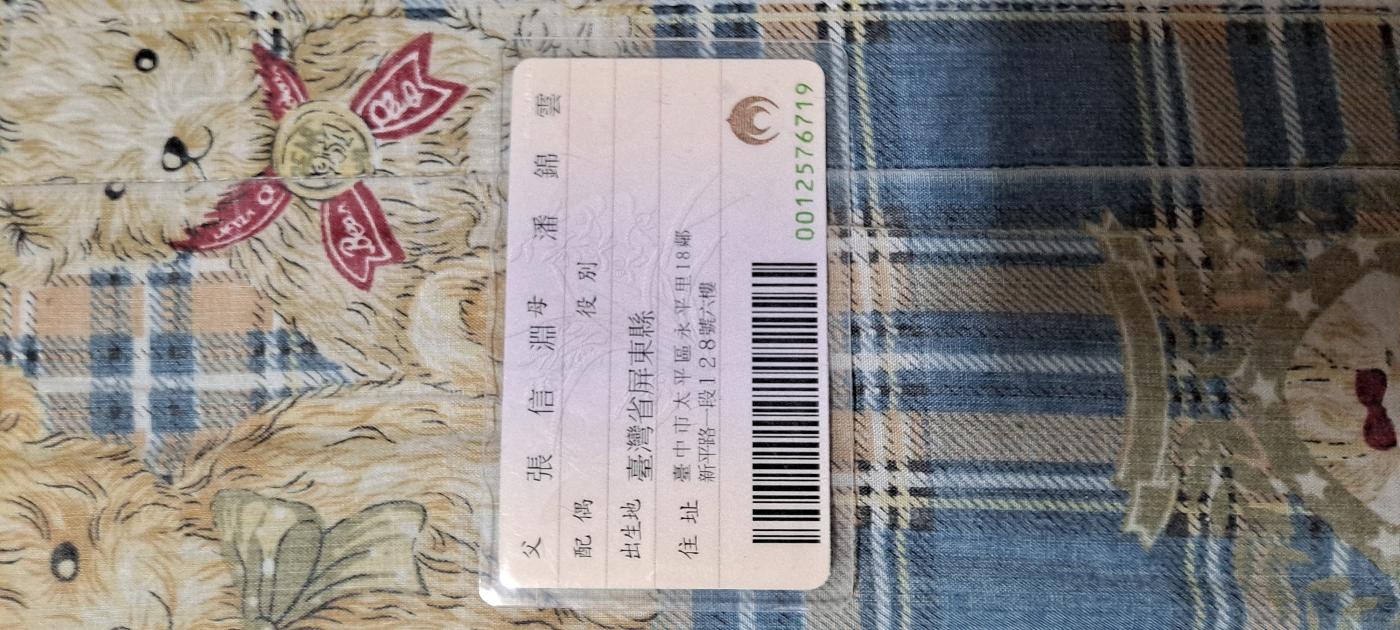 父 張信淵 母 潘錦雲
配偶 役別
出生地 臺灣省屏東縣
住址 臺中市太平區永平里18鄰
新平路一段128號六樓
0012576719
Bear